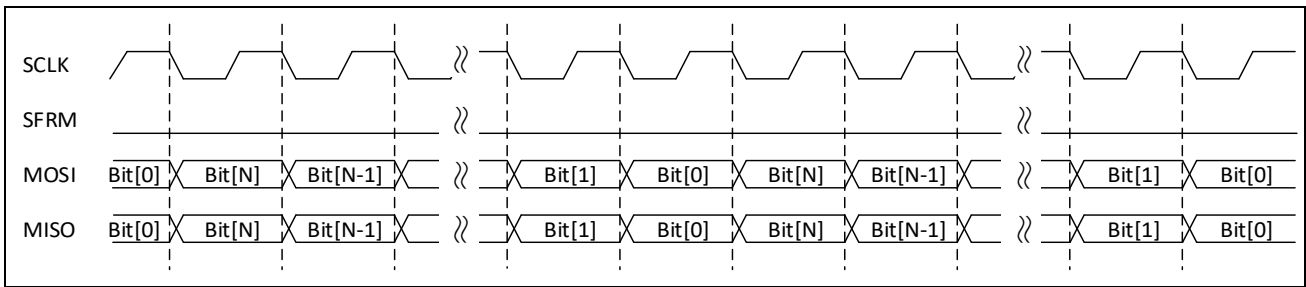 SCLK
SFRM
MOSI Bit[0] Bit[N] Bit[N-1] Bit[1] Bit[0] Bit[N] Bit[N-1] Bit[1] Bit[0]
MISO Bit[0] Bit[N] Bit[N-1] Bit[1] Bit[0] Bit[N] Bit[N-1] Bit[1] Bit[0]